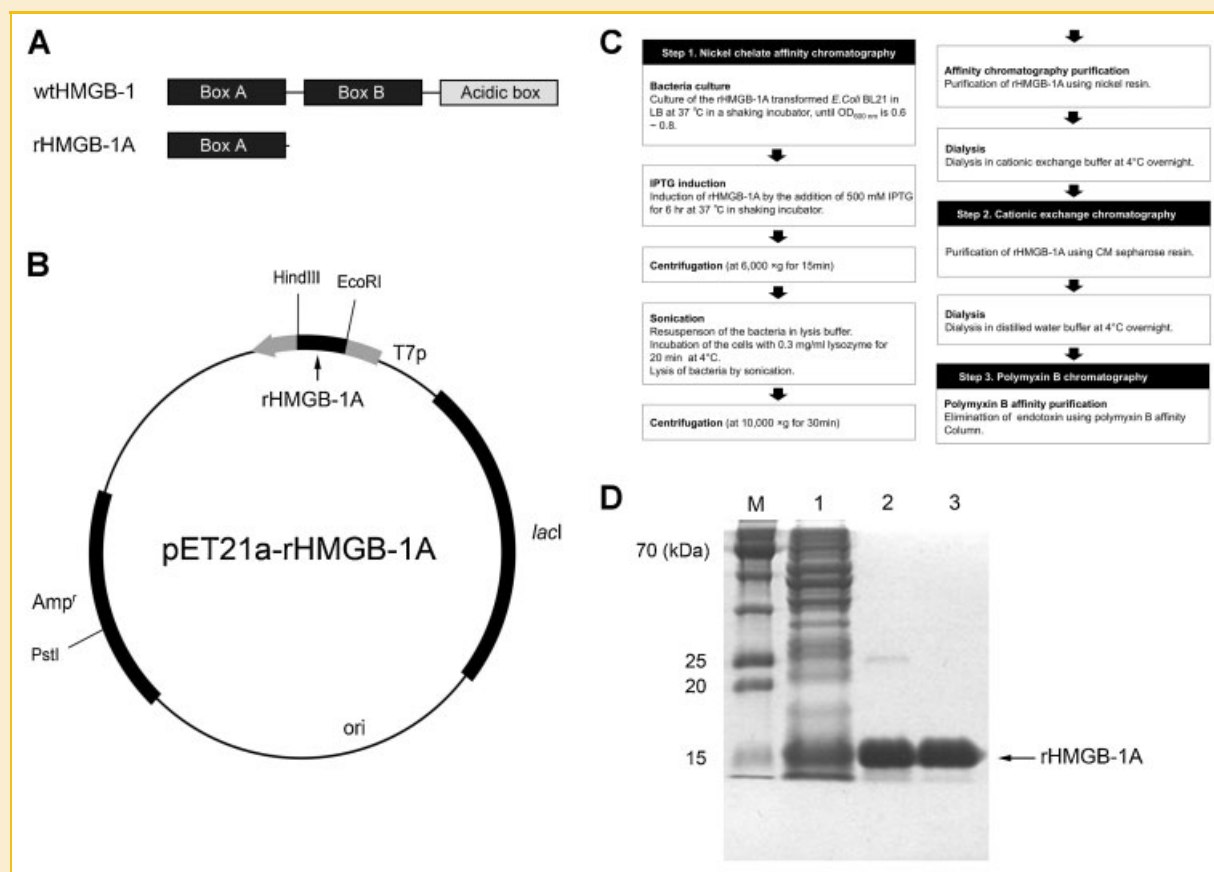 A
wtHMGB-1
Box A
Box B
Acidic box
rHMGB-1A
Box A
B
HindIII
EcoRI
T7p
rHMGB-1A
lacI
pET21a-rHMGB-1A
Ampʳ
PstI
ori
C
Step 1. Nickel chelate affinity chromatography
Bacteria culture
Culture of the rHMGB-1A transformed E.Coli BL21 in
LB at 37 °C in a shaking incubator, until OD600 nm is 0.6
~ 0.8.
IPTG induction
Induction of rHMGB-1A by the addition of 500 mM IPTG
for 6 hr at 37 °C in shaking incubator.
Centrifugation (at 6,000 ×g for 15min)
Sonication
Resuspenson of the bacteria in lysis buffer.
Incubation of the cells with 0.3 mg/ml lysozyme for
20 min at 4°C.
Lysis of bacteria by sonication.
Centrifugation (at 10,000 ×g for 30min)
Affinity chromatography purification
Purification of rHMGB-1A using nickel resin.
Dialysis
Dialysis in cationic exchange buffer at 4°C overnight.
Step 2. Cationic exchange chromatography
Purification of rHMGB-1A using CM sepharose resin.
Dialysis
Dialysis in distilled water buffer at 4°C overnight.
Step 3. Polymyxin B chromatography
Polymyxin B affinity purification
Eliminattion of endotoxin using polymyxin B affinity
Column.
D
M 1 2 3
70 (kDa)
25
20
15
rHMGB-1A